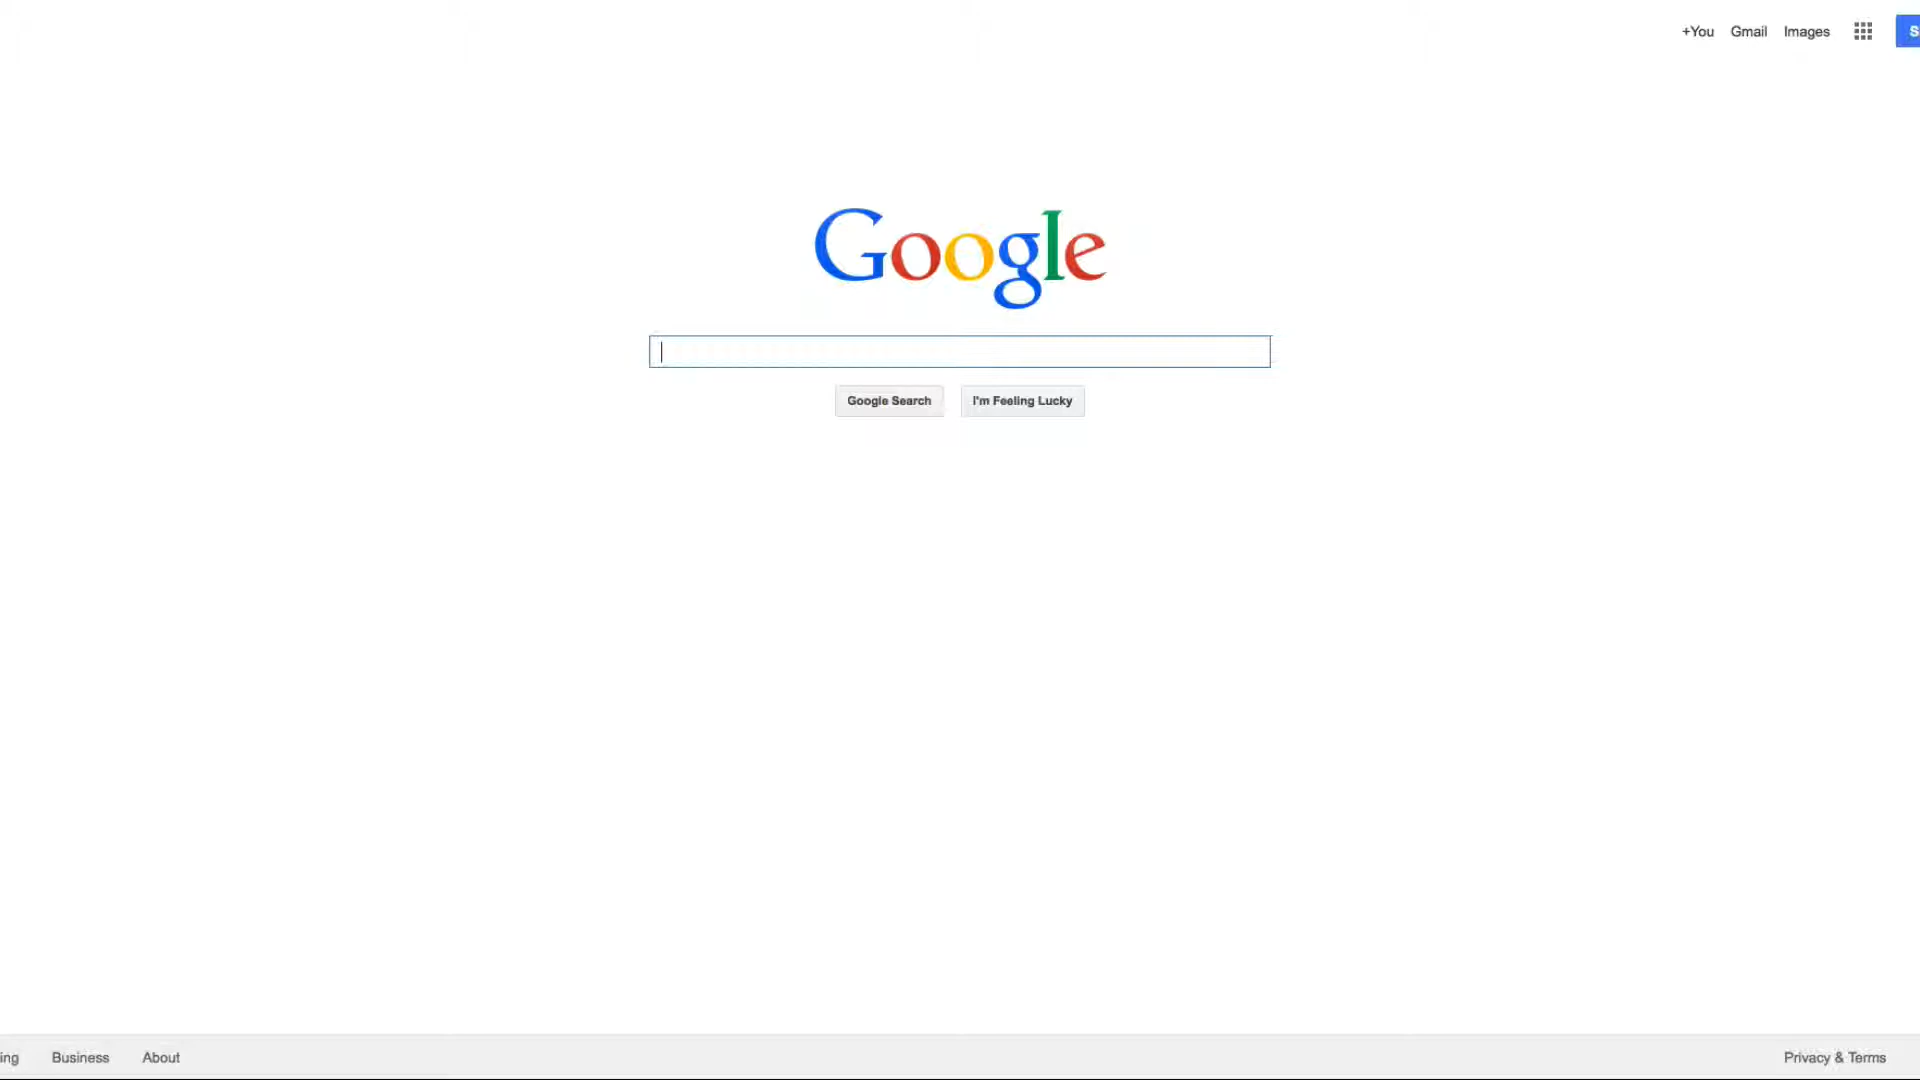 +You Gmail Images S
Google
Google Search I'm Feeling Lucky
ing Business About Privacy & Terms